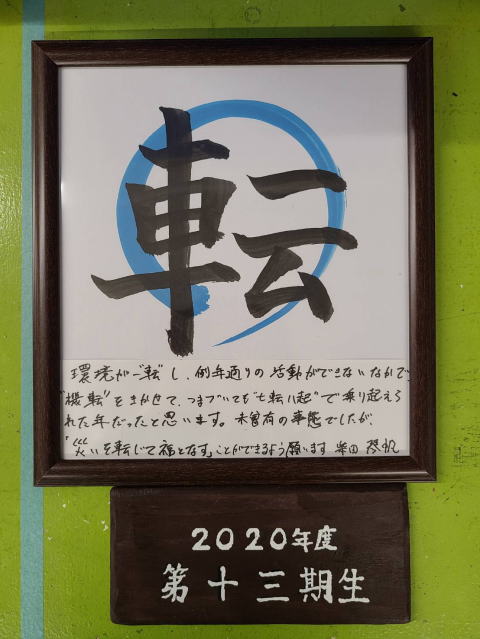 転
環境が"一転"し、例年通りの活動ができないなかで
"機転"をきかせて、つまづいても"七転八起"で乗り越えら
れた年だったと思います。未曾有の事態でしたが、
「災いを転じて福となす」ことができるよう願います 柴田
2020年度
第十三期生